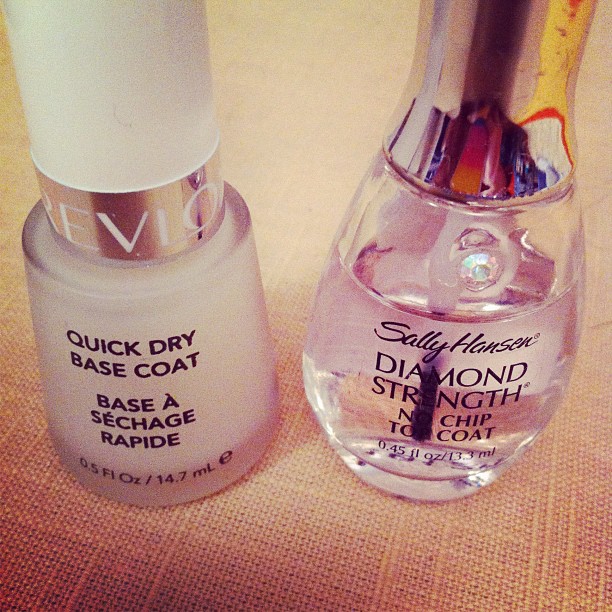 REVLO
QUICK DRY
BASE COAT
BASE À
SÉCHAGE
RAPIDE
0.5 Fl Oz / 14.7 mL e
Sally Hansen®
DIAMOND
STRENGTH®
NO CHIP
TOP COAT
0.45 fl oz/13.3 ml